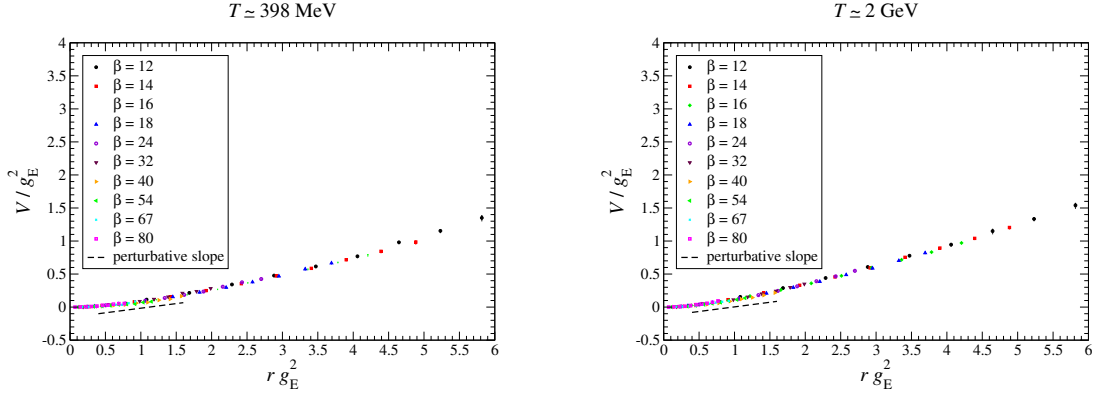 T ≃ 398 MeV
4
3.5
3
2.5
2
1.5
1
0.5
0
-0.5
V / g_E^2
β = 12
β = 14
β = 16
β = 18
β = 24
β = 32
β = 40
β = 54
β = 67
β = 80
perturbative slope
0 0.5 1 1.5 2 2.5 3 3.5 4 4.5 5 5.5 6
r g_E^2
T ≃ 2 GeV
4
3.5
3
2.5
2
1.5
1
0.5
0
-0.5
V / g_E^2
β = 12
β = 14
β = 16
β = 18
β = 24
β = 32
β = 40
β = 54
β = 67
β = 80
perturbative slope
0 0.5 1 1.5 2 2.5 3 3.5 4 4.5 5 5.5 6
r g_E^2